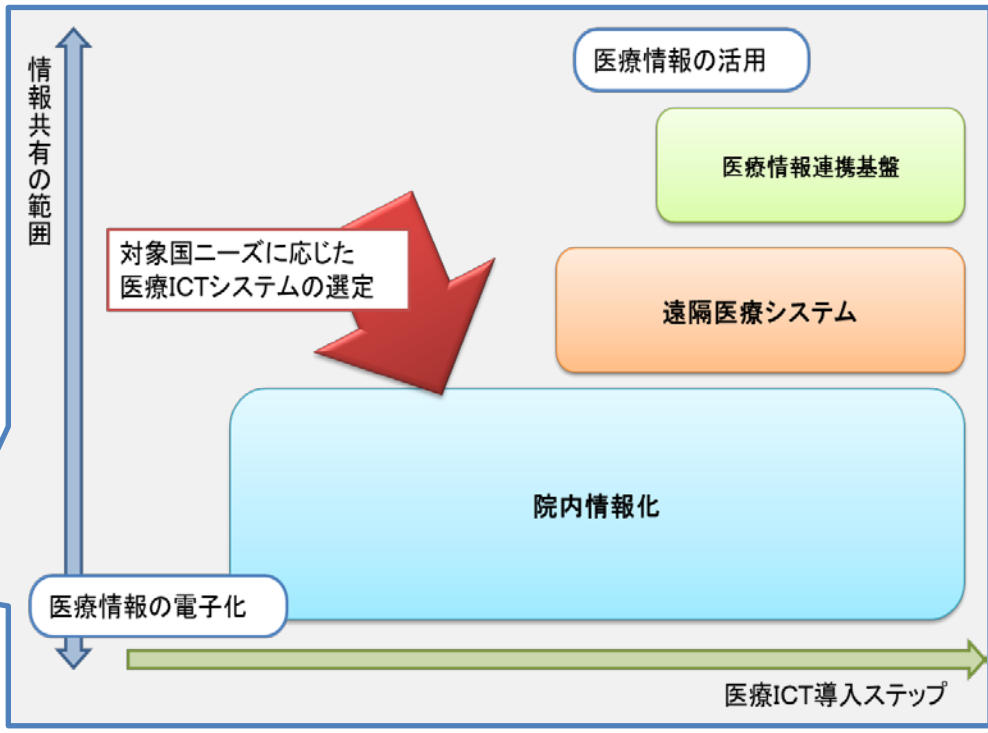 情報共有の範囲
医療情報の活用
医療情報連携基盤
対象国ニーズに応じた
医療ICTシステムの選定
遠隔医療システム
院内情報化
医療情報の電子化
医療ICT導入ステップ